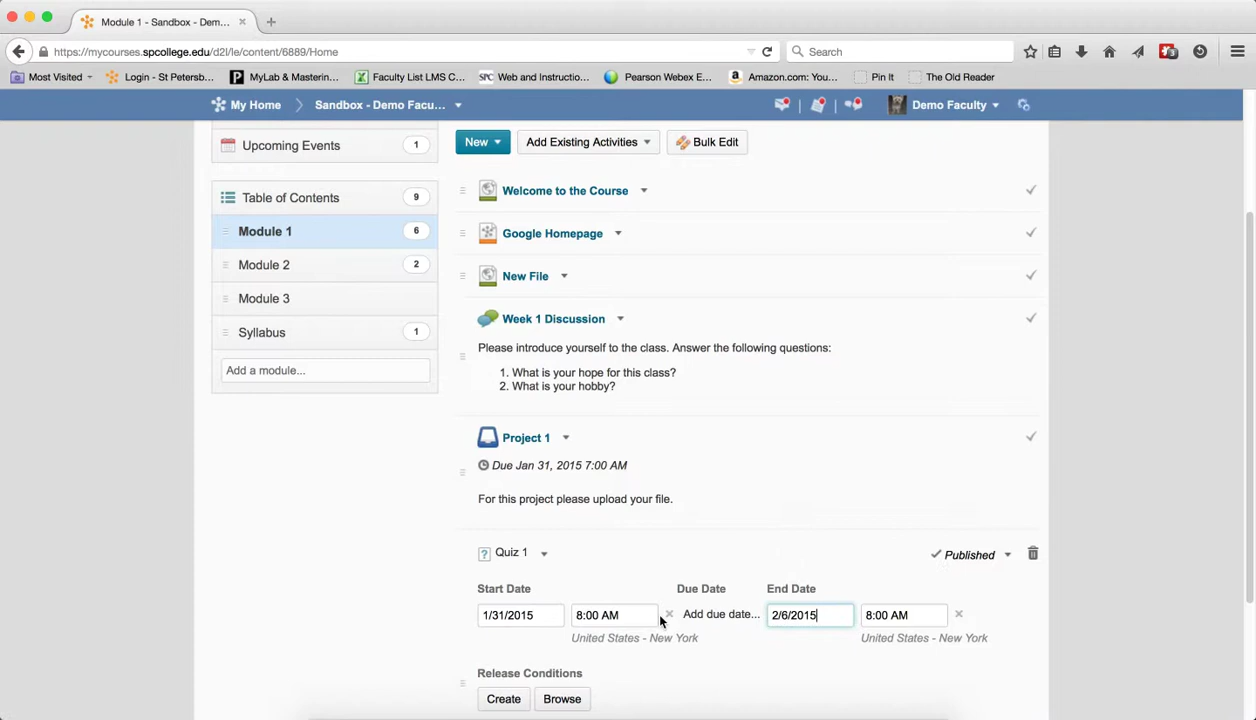 Module 1 - Sandbox - Dem...
https://mycourses.spcollege.edu/d2l/le/content/6889/Home
Search
Most Visited
Login - St Petersb...
MyLab & Mastering...
Faculty List LMS C...
SPC Web and Instructio...
Pearson Webex E...
Amazon.com: You...
Pin It
The Old Reader
My Home
Sandbox - Demo Facu...
Demo Faculty
Upcoming Events 1
New
Add Existing Activities
Bulk Edit
Table of Contents 9
Module 1 6
Module 2 2
Module 3
Syllabus 1
Add a module...
Welcome to the Course
Google Homepage
New File
Week 1 Discussion
Please introduce yourself to the class. Answer the following questions:
1. What is your hope for this class?
2. What is your hobby?
Project 1
Due Jan 31, 2015 7:00 AM
For this project please upload your file.
Quiz 1
Published
Start Date Due Date End Date
1/31/2015 8:00 AM Add due date... 2/6/2015 8:00 AM
United States - New York United States - New York
Release Conditions
Create Browse